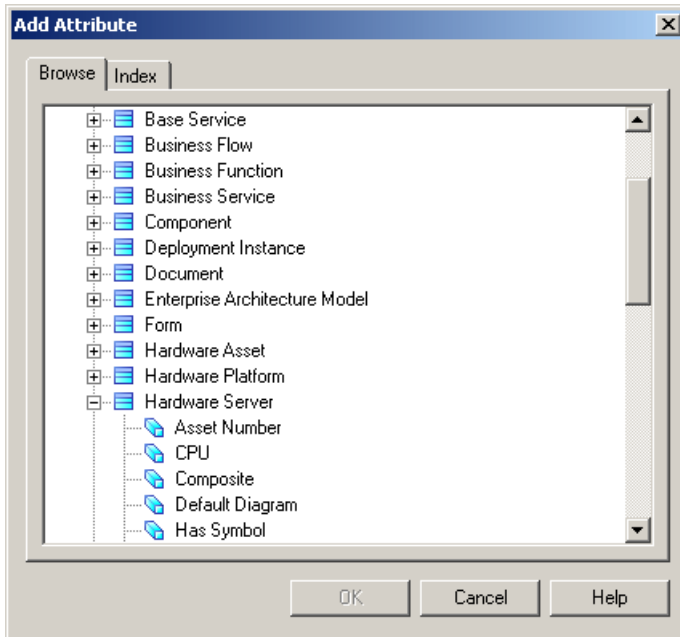 Add Attribute
Browse
Index
Base Service
Business Flow
Business Function
Business Service
Component
Deployment Instance
Document
Enterprise Architecture Model
Form
Hardware Asset
Hardware Platform
Hardware Server
Asset Number
CPU
Composite
Default Diagram
Has Symbol
OK
Cancel
Help